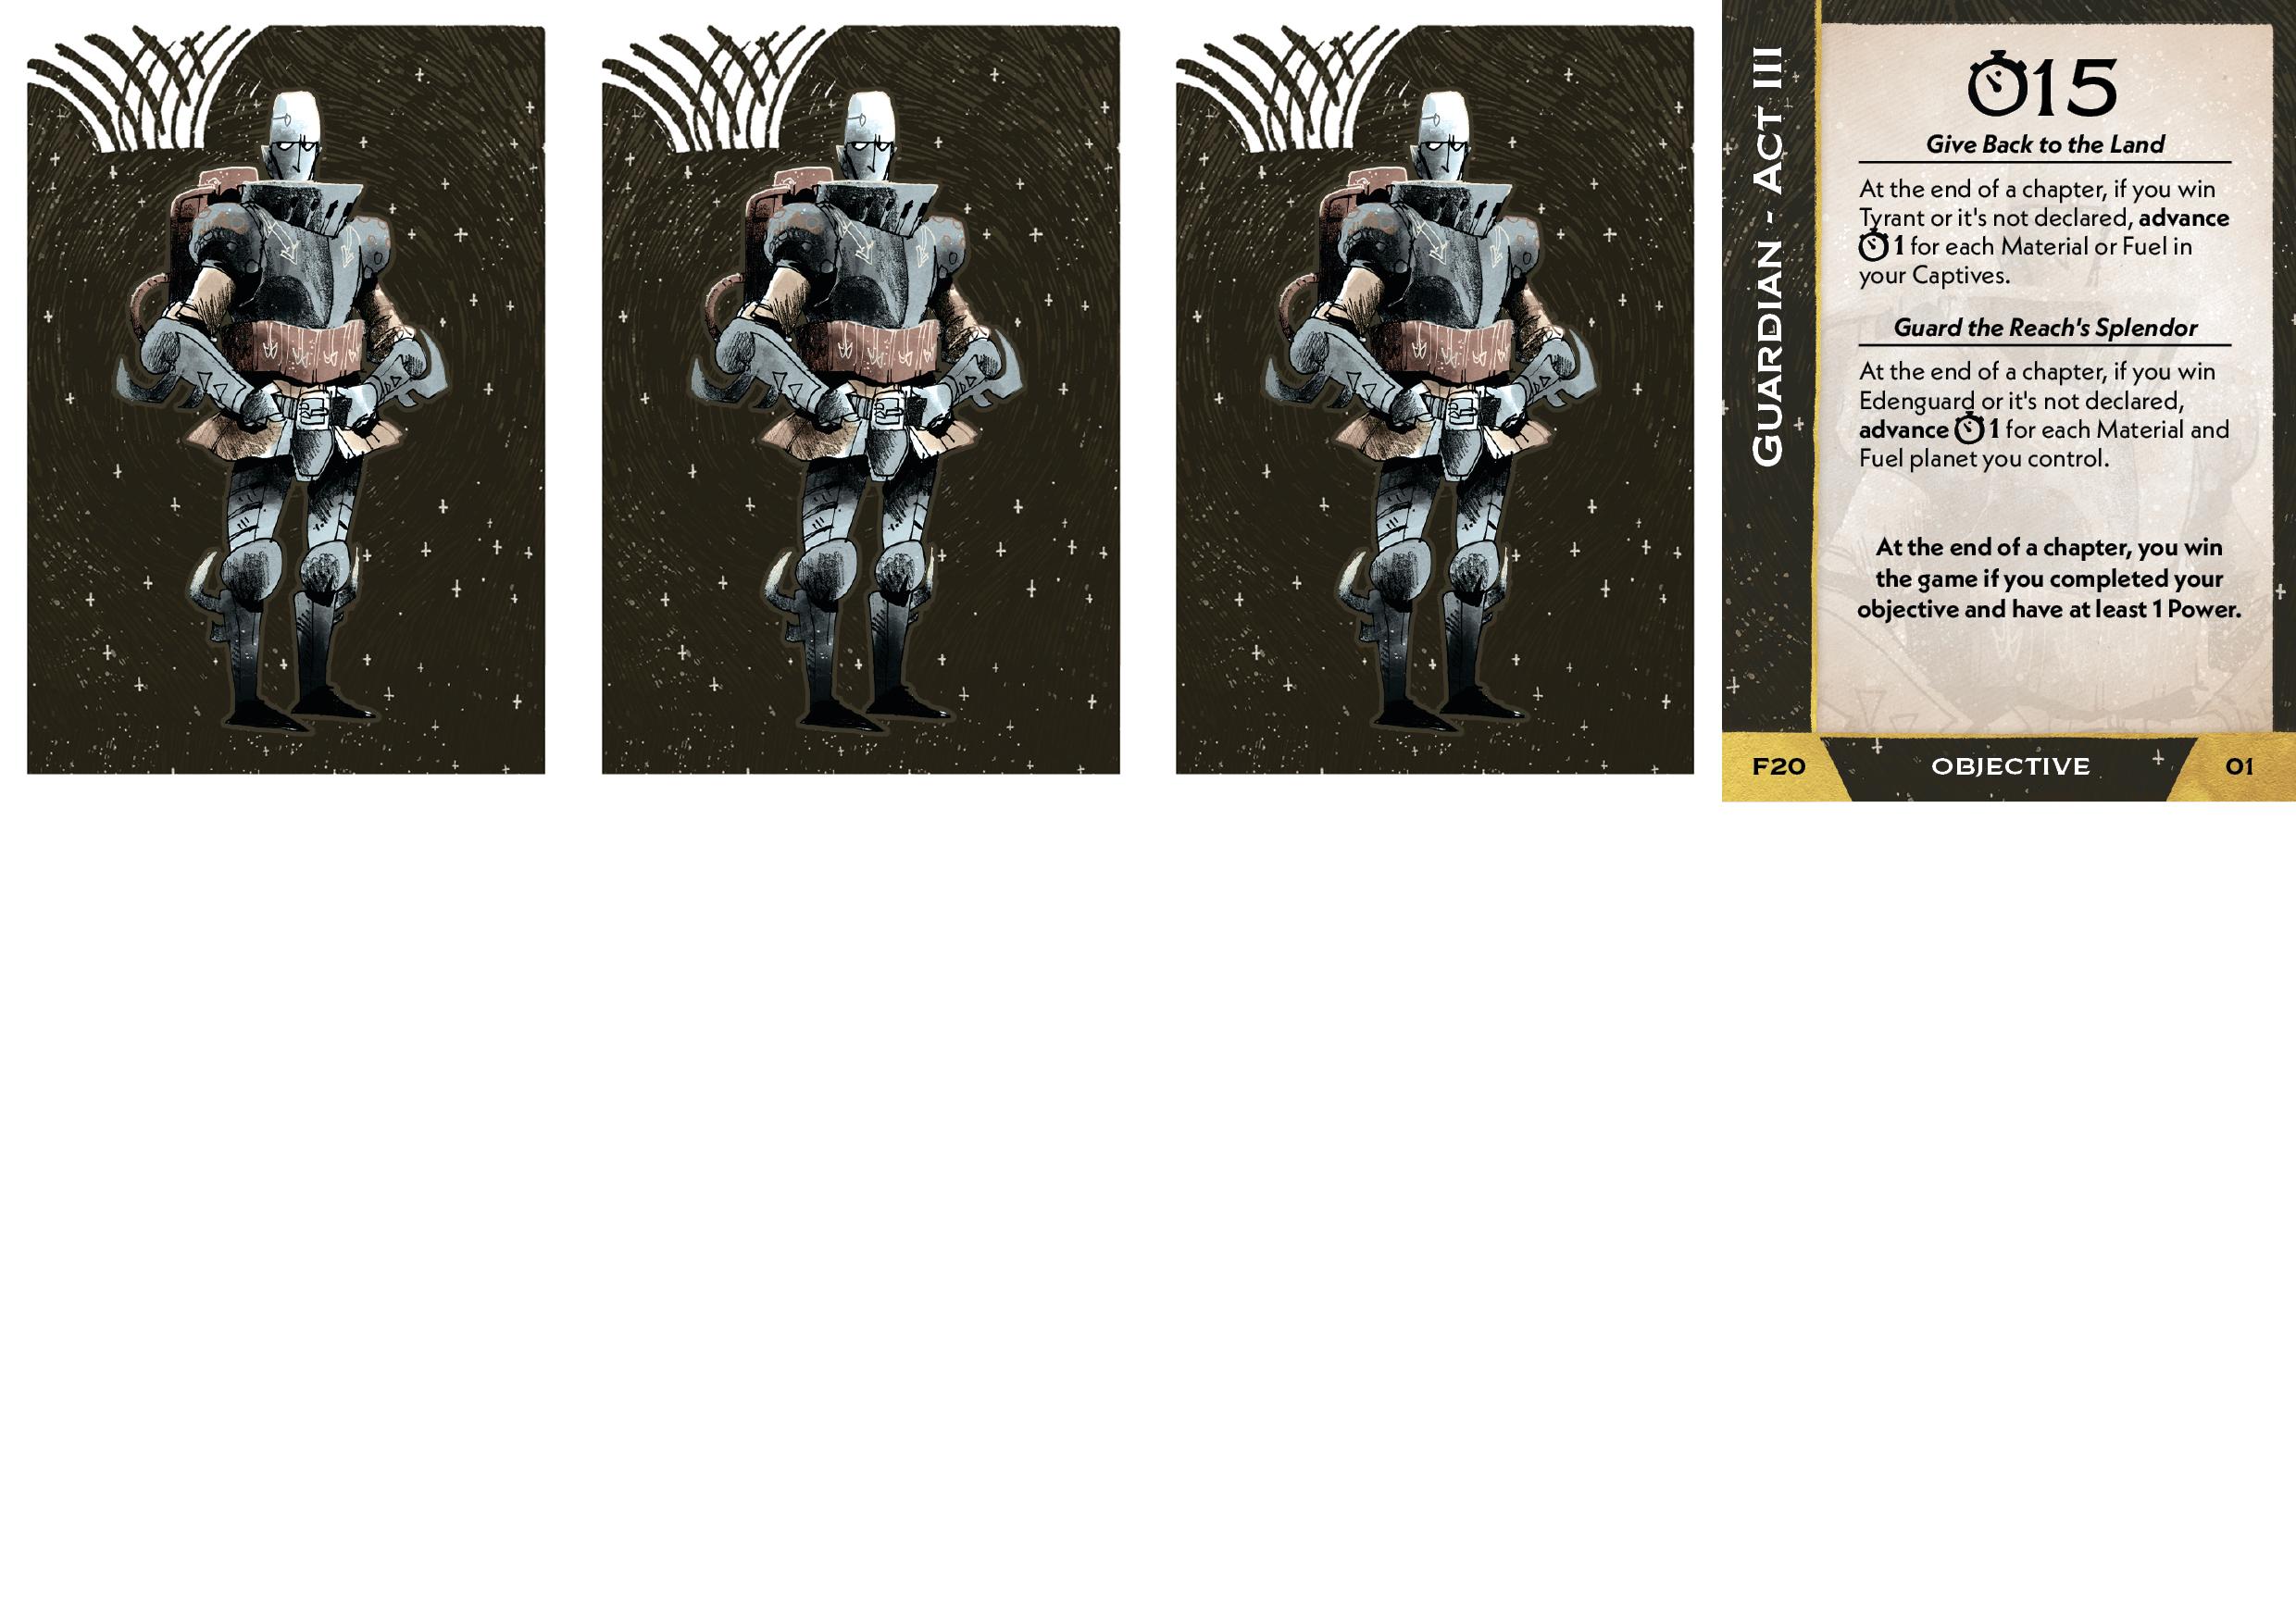 GUARDIAN - ACT III
15
Give Back to the Land
At the end of a chapter, if you win
Tyrant or it's not declared, advance
1 for each Material or Fuel in
your Captives.
Guard the Reach's Splendor
At the end of a chapter, if you win
Edenguard or it's not declared,
advance 1 for each Material and
Fuel planet you control.
At the end of a chapter, you win
the game if you completed your
objective and have at least 1 Power.
F20
OBJECTIVE
01